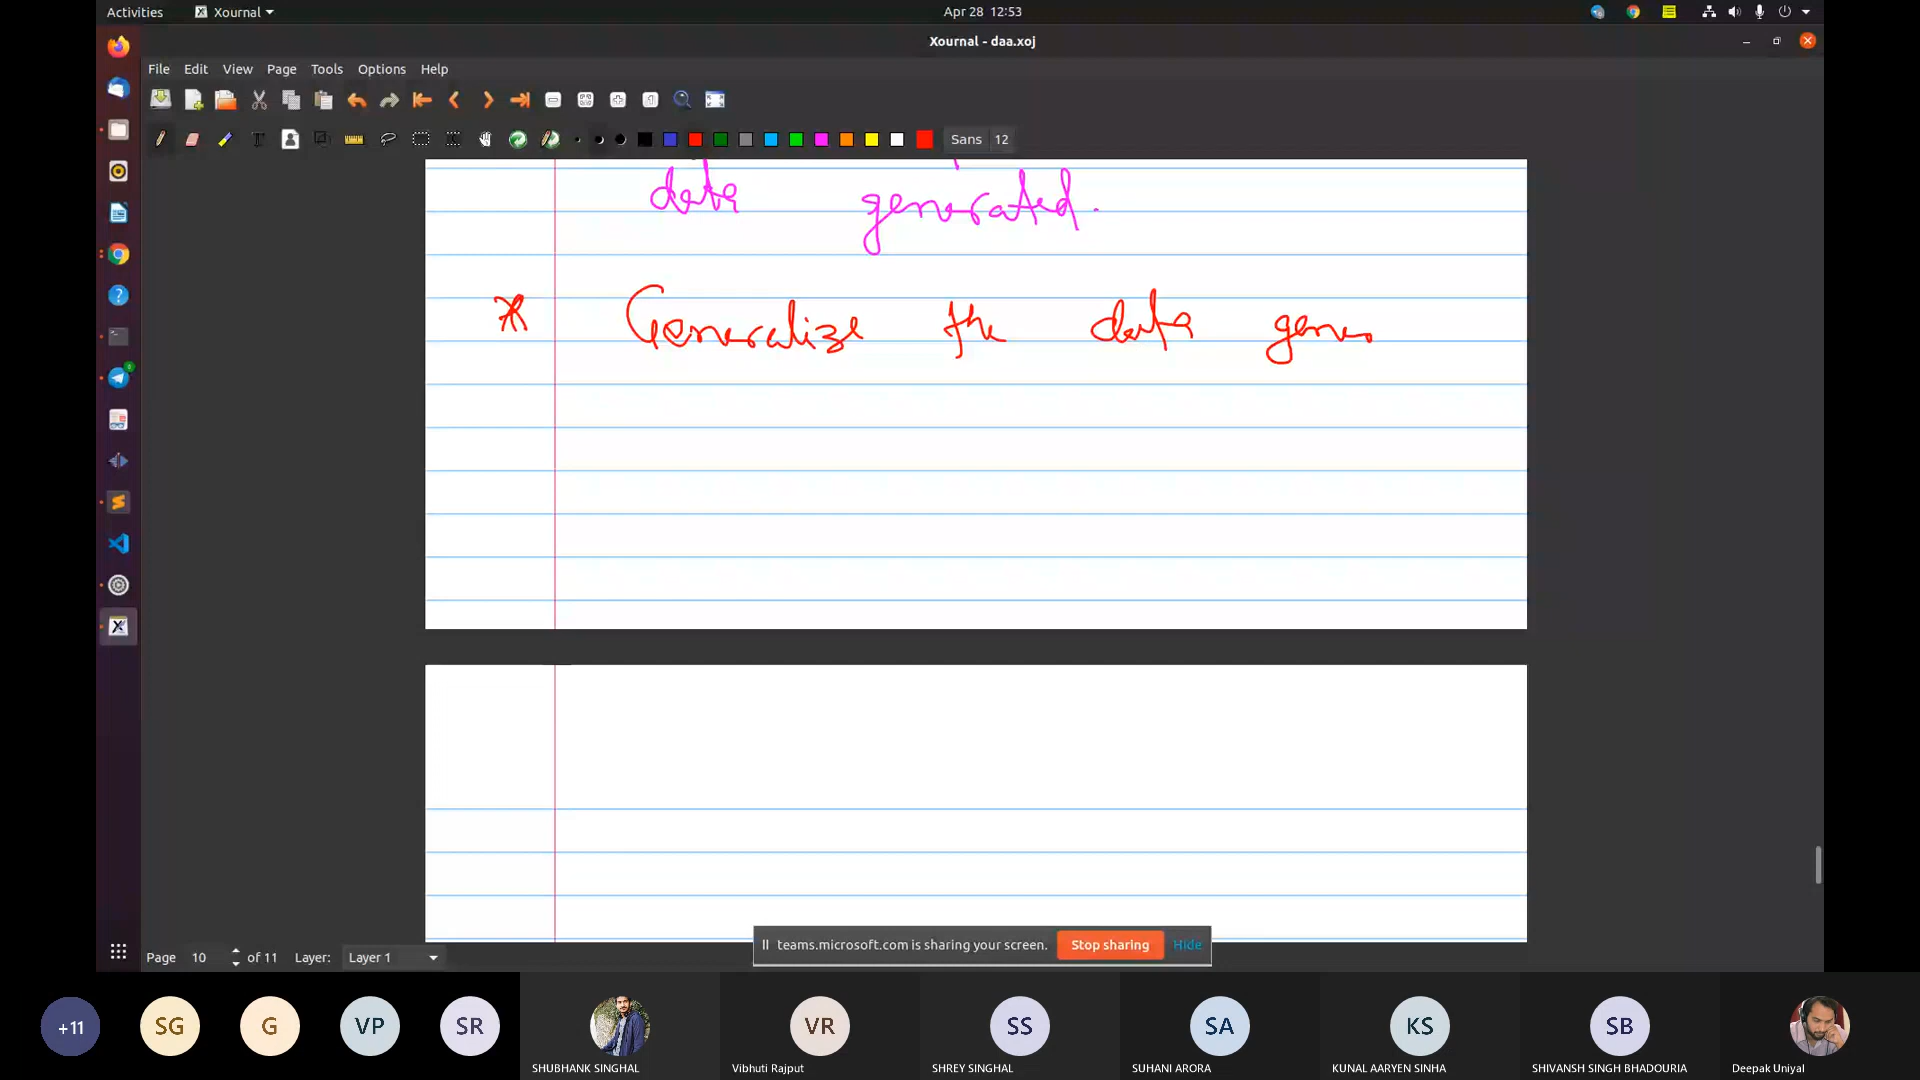 Activities
Xournal
Apr 28 12:53
Xournal - daa.xoj
File Edit View Page Tools Options Help
Sans 12
data generated.
* Generalize the data gener
Page 10 of 11 Layer: Layer 1
teams.microsoft.com is sharing your screen. Stop sharing Hide
+11 SG G VP SR VR SS SA KS SB
SHUBHANK SINGHAL Vibhuti Rajput SHREY SINGHAL SUHANI ARORA KUNAL AARYEN SINHA SHIVANSH SINGH BHADOURIA Deepak Uniyal